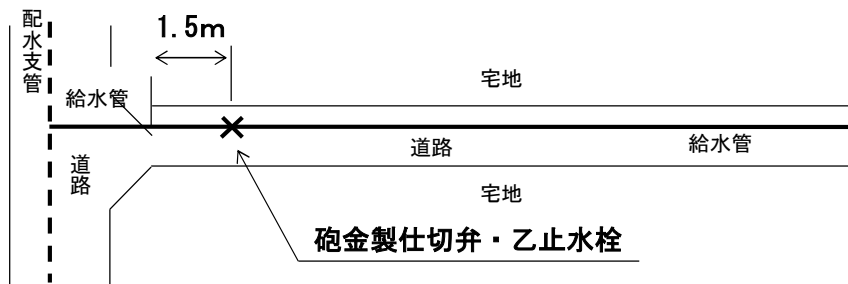 配水支管
1.5m
宅地
給水管
道路
給水管
道路
宅地
砲金製仕切弁・乙止水栓